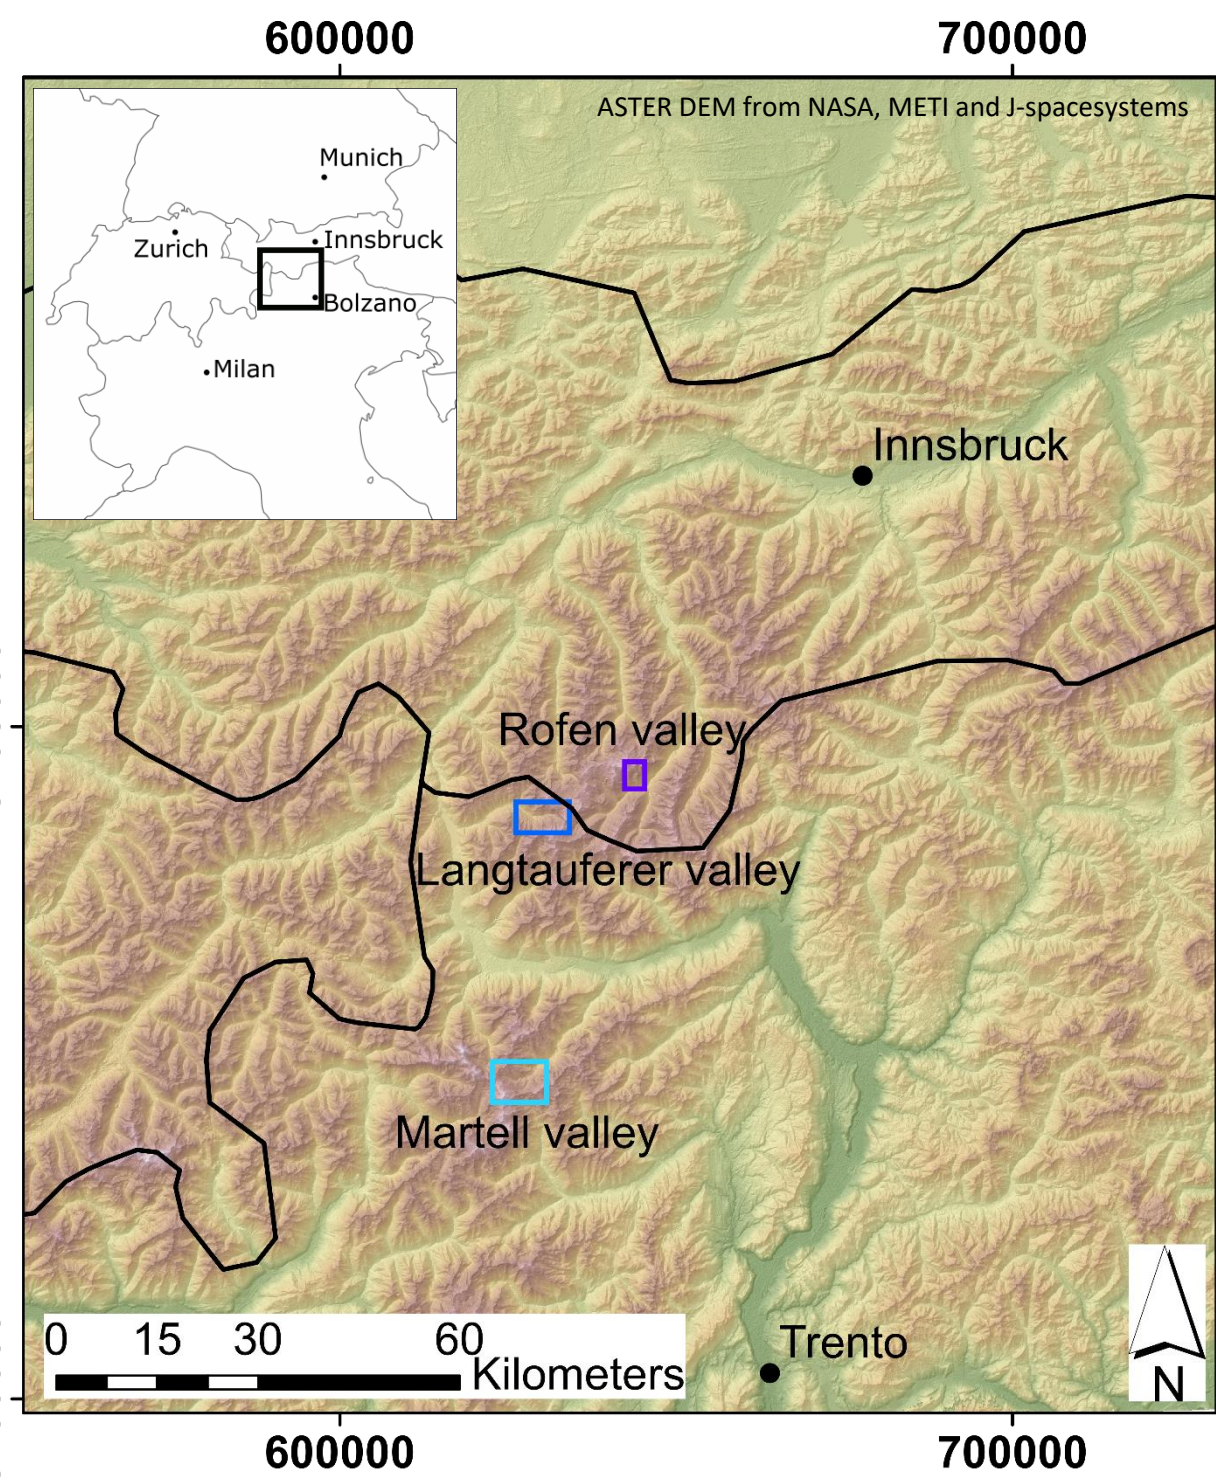 600000 700000
ASTER DEM from NASA, METI and J-spacesystems
Munich
Zurich
Innsbruck
Bolzano
Milan
Innsbruck
Rofen valley
Langtauferer valley
Martell valley
Trento
0 15 30 60
Kilometers
N
600000 700000